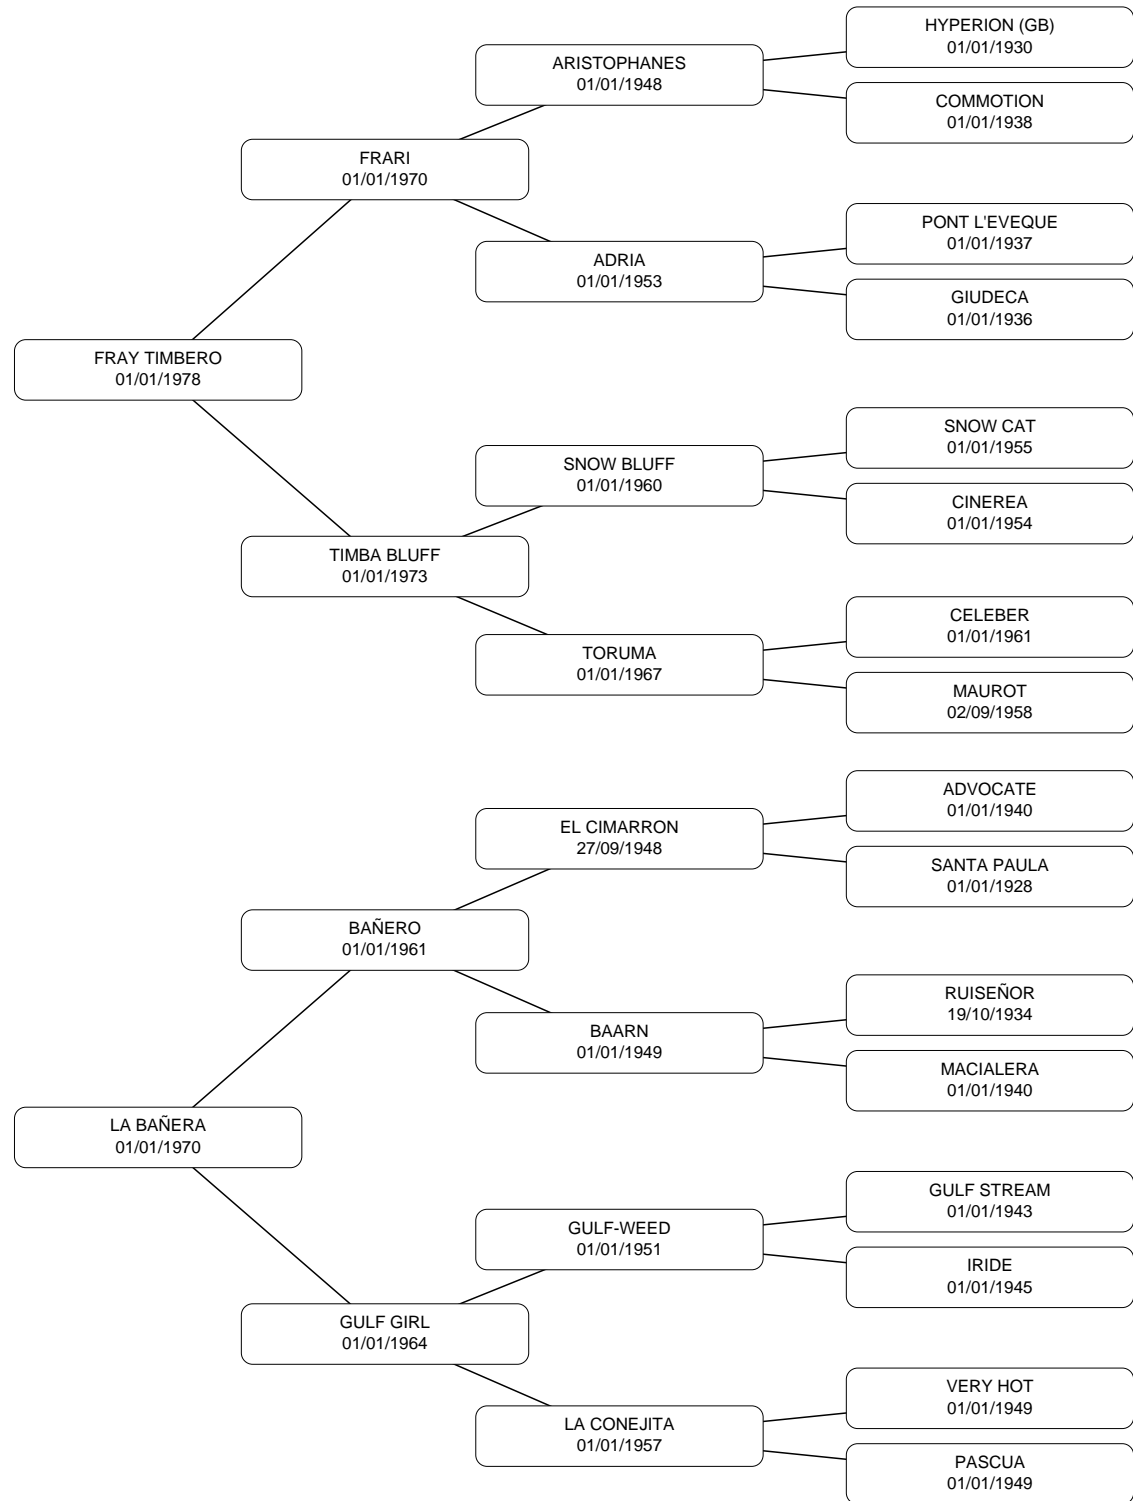 HYPERION (GB)
01/01/1930
ARISTOPHANES
01/01/1948
COMMOTION
01/01/1938
FRARI
01/01/1970
PONT L'EVEQUE
01/01/1937
ADRIA
01/01/1953
GIUDECA
01/01/1936
FRAY TIMBERO
01/01/1978
SNOW CAT
01/01/1955
SNOW BLUFF
01/01/1960
CINEREA
01/01/1954
TIMBA BLUFF
01/01/1973
CELEBER
01/01/1961
TORUMA
01/01/1967
MAUROT
02/09/1958
ADVOCATE
01/01/1940
EL CIMARRON
27/09/1948
SANTA PAULA
01/01/1928
BAÑERO
01/01/1961
RUISEÑOR
19/10/1934
BAARN
01/01/1949
MACIALERA
01/01/1940
LA BAÑERA
01/01/1970
GULF STREAM
01/01/1943
GULF-WEED
01/01/1951
IRIDE
01/01/1945
GULF GIRL
01/01/1964
VERY HOT
01/01/1949
LA CONEJITA
01/01/1957
PASCUA
01/01/1949